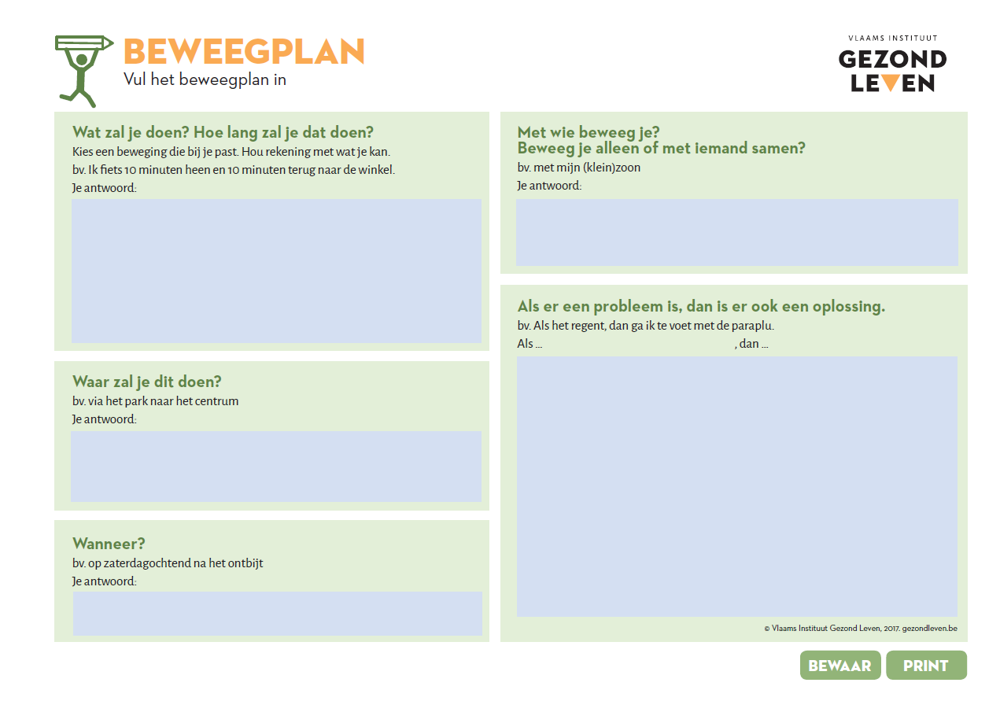 BEWEEGPLAN
Vul het beweegplan in
VLAAMS INSTITUUT
GEZOND
LEVEN
Wat zal je doen? Hoe lang zal je dat doen?
Kies een beweging die bij je past. Hou rekening met wat je kan.
bv. Ik fiets 10 minuten heen en 10 minuten terug naar de winkel.
Je antwoord:
Waar zal je dit doen?
bv. via het park naar het centrum
Je antwoord:
Wanneer?
bv. op zaterdagochtend na het ontbijt
Je antwoord:
Met wie beweeg je?
Beweeg je alleen of met iemand samen?
bv. met mijn (klein)zoon
Je antwoord:
Als er een probleem is, dan is er ook een oplossing.
bv. Als het regent, dan ga ik te voet met de paraplu.
Als ... , dan ...
© Vlaams Instituut Gezond Leven, 2017. gezondleven.be
BEWAAR PRINT